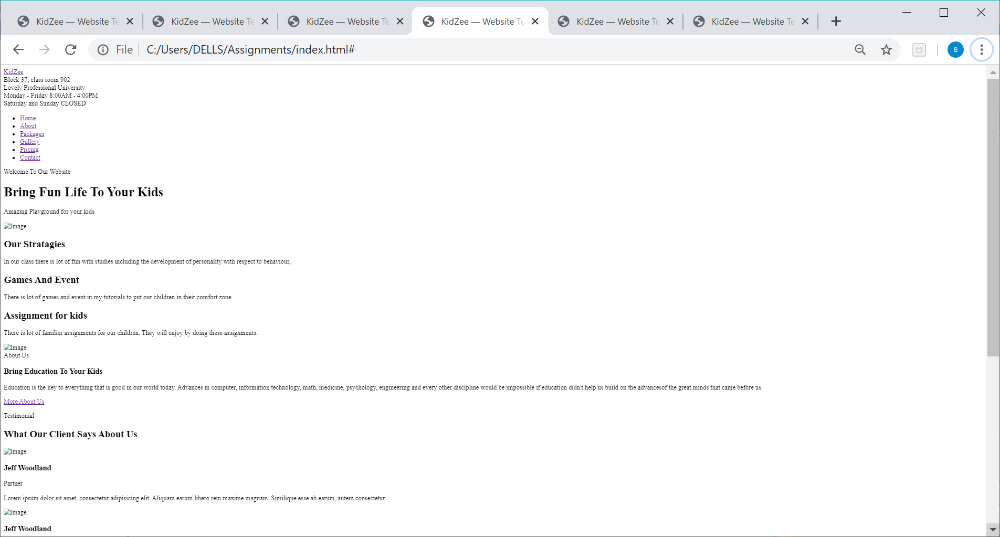 KidZee — Website Te KidZee — Website Te KidZee — Website Te KidZee — Website Te KidZee — Website Te KidZee — Website Te
File C:/Users/DELLS/Assignments/index.html# s
KidZee
Block 37, class room 902
Lovely Professional University
Monday - Friday 8:00AM - 4:00PM
Saturday and Sunday CLOSED
Home
About
Packages
Gallery
Pricing
Contact
Welcome To Our Website
Bring Fun Life To Your Kids
Amazing Playground for your kids
Image
Our Stratagies
In our class there is lot of fun with studies including the development of personality with respect to behaviour,
Games And Event
There is lot of games and event in my tutorials to put our children in their comfort zone.
Assignment for kids
There is lot of familier assignments for our children. They will enjoy by doing these assignments.
Image
About Us
Bring Education To Your Kids
Education is the key to everything that is good in our world today. Advances in computer, information technology, math, medicine, psychology, engineering and every other discipline would be impossible if education didn't help us build on the advancesof the great minds that came before us.
More About Us
Testimonial
What Our Client Says About Us
Image
Jeff Woodland
Partner
Lorem ipsum dolor sit amet, consectetur adipisicing elit. Aliquam earum libero rem maxime magnam. Similique esse ab earum, autem consectetur.
Image
Jeff Woodland